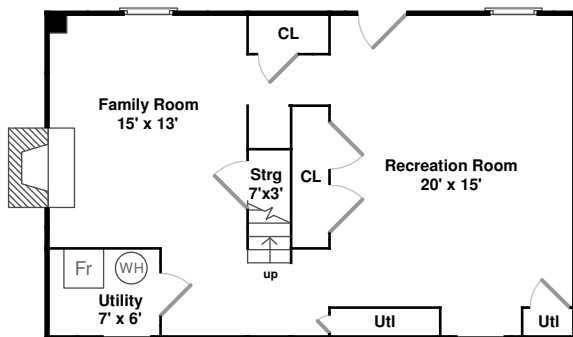 CL
Family Room
15' x 13'
Strg
7'x3'
CL
Recreation Room
20' x 15'
up
Fr
WH
Utility
7' x 6'
Utl
Utl